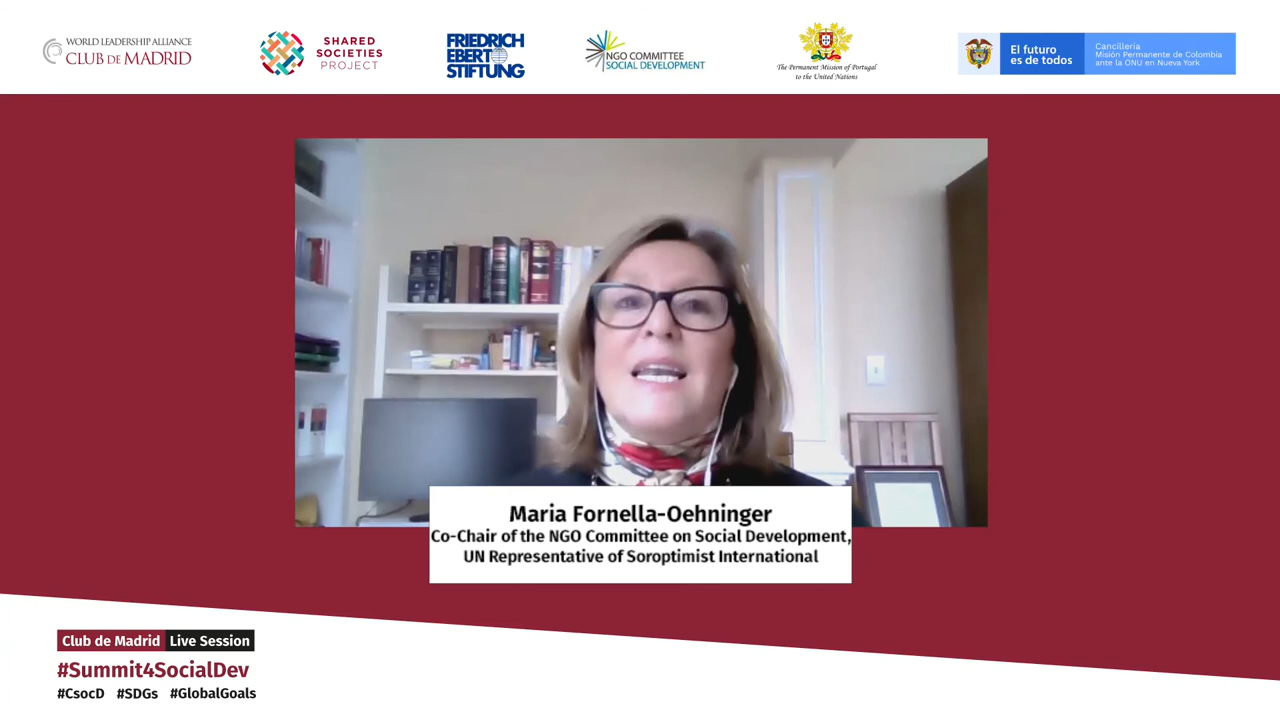 WORLD LEADERSHIP ALLIANCE
CLUB DE MADRID
SHARED
SOCIETIES
PROJECT
FRIEDRICH
EBERT
STIFTUNG
NGO COMMITTEE
SOCIAL DEVELOPMENT
The Permanent Mission of Portugal
to the United Nations
El futuro
es de todos
Cancillería
Misión Permanente de Colombia
ante la ONU en Nueva York
Maria Fornella-Oehninger
Co-Chair of the NGO Committee on Social Development,
UN Representative of Soroptimist International
Club de Madrid Live Session
#Summit4SocialDev
#CsocD #SDGs #GlobalGoals